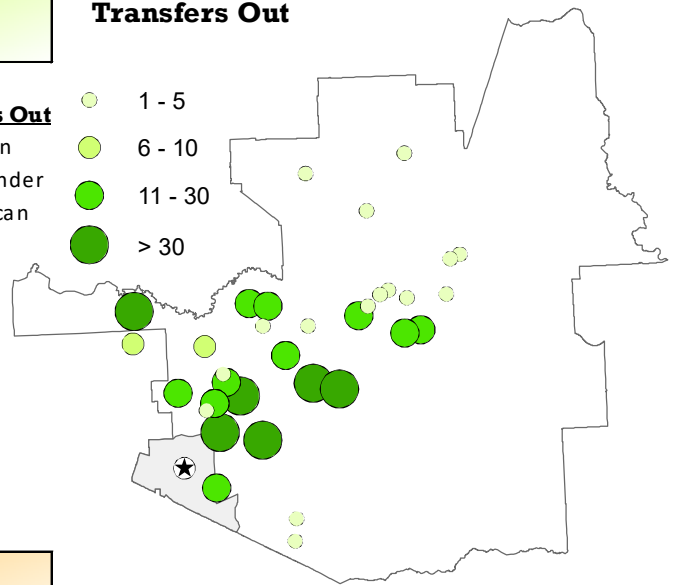 Transfers Out
s Out
n
nder
can
1 - 5
6 - 10
11 - 30
> 30